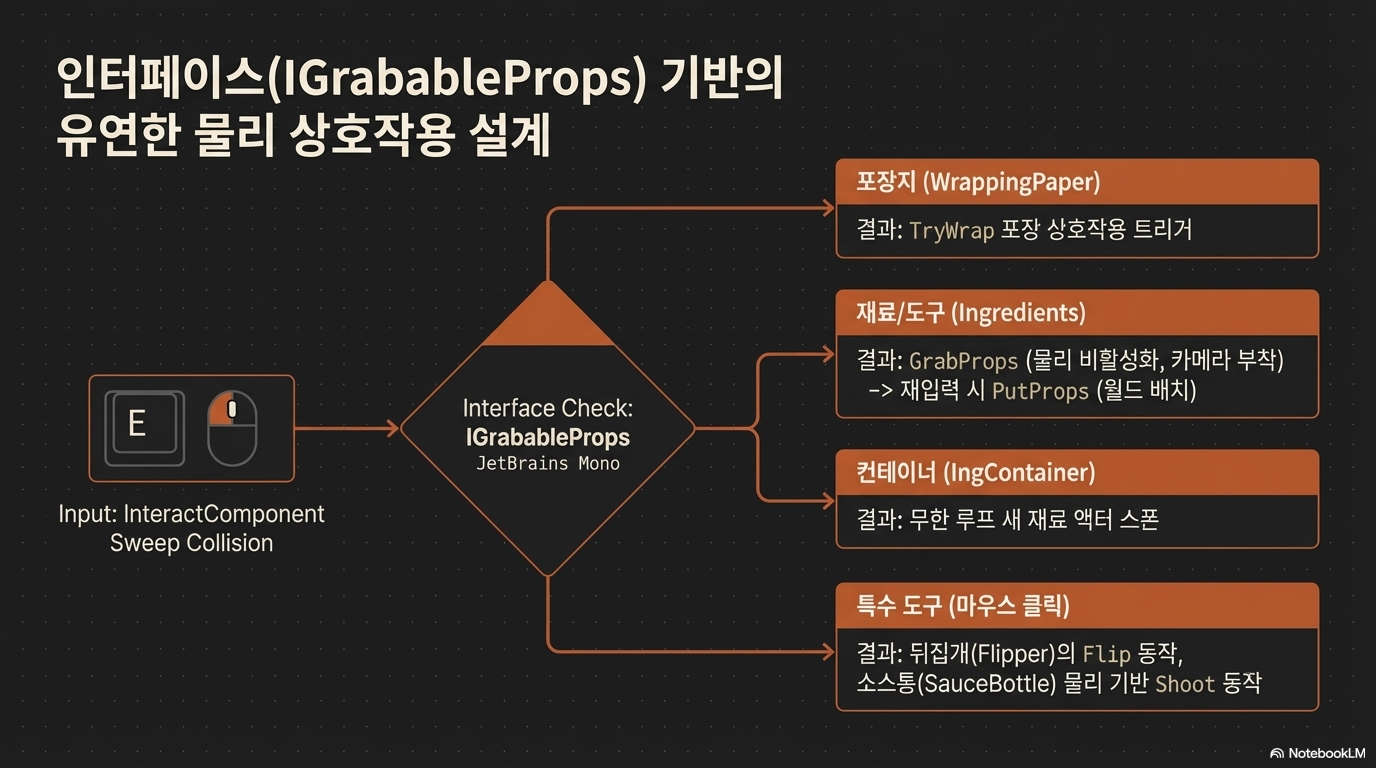 인터페이스(IGrabableProps) 기반의
유연한 물리 상호작용 설계
E
Input: InteractComponent
Sweep Collision
Interface Check:
IGrabableProps
JetBrains Mono
포장지 (WrappingPaper)
결과: TryWrap 포장 상호작용 트리거
재료/도구 (Ingredients)
결과: GrabProps (물리 비활성화, 카메라 부착)
-> 재입력 시 PutProps (월드 배치)
컨테이너 (IngContainer)
결과: 무한 루프 새 재료 액터 스폰
특수 도구 (마우스 클릭)
결과: 뒤집개(Flipper)의 Flip 동작,
소스통(SauceBottle) 물리 기반 Shoot 동작
NotebookLM